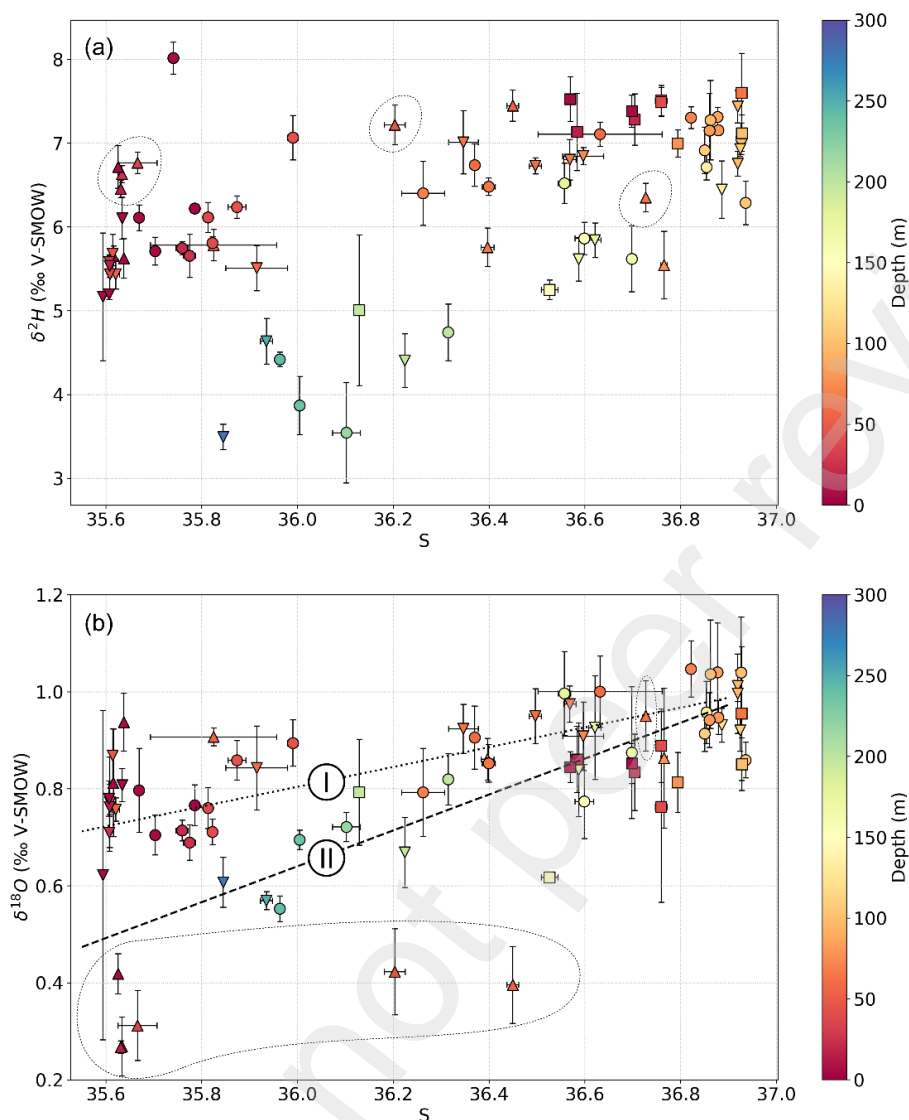 (a)
8
7
6
5
4
3
δ²H (‰ V-SMOW)
35.6 35.8 36.0 36.2 36.4 36.6 36.8 37.0
S
300
250
200
150
100
50
0
Depth (m)
(b)
1.2
1.0
0.8
0.6
0.4
0.2
δ¹⁸O (‰ V-SMOW)
I
II
35.6 35.8 36.0 36.2 36.4 36.6 36.8 37.0
S
300
250
200
150
100
50
0
Depth (m)
not peer rev